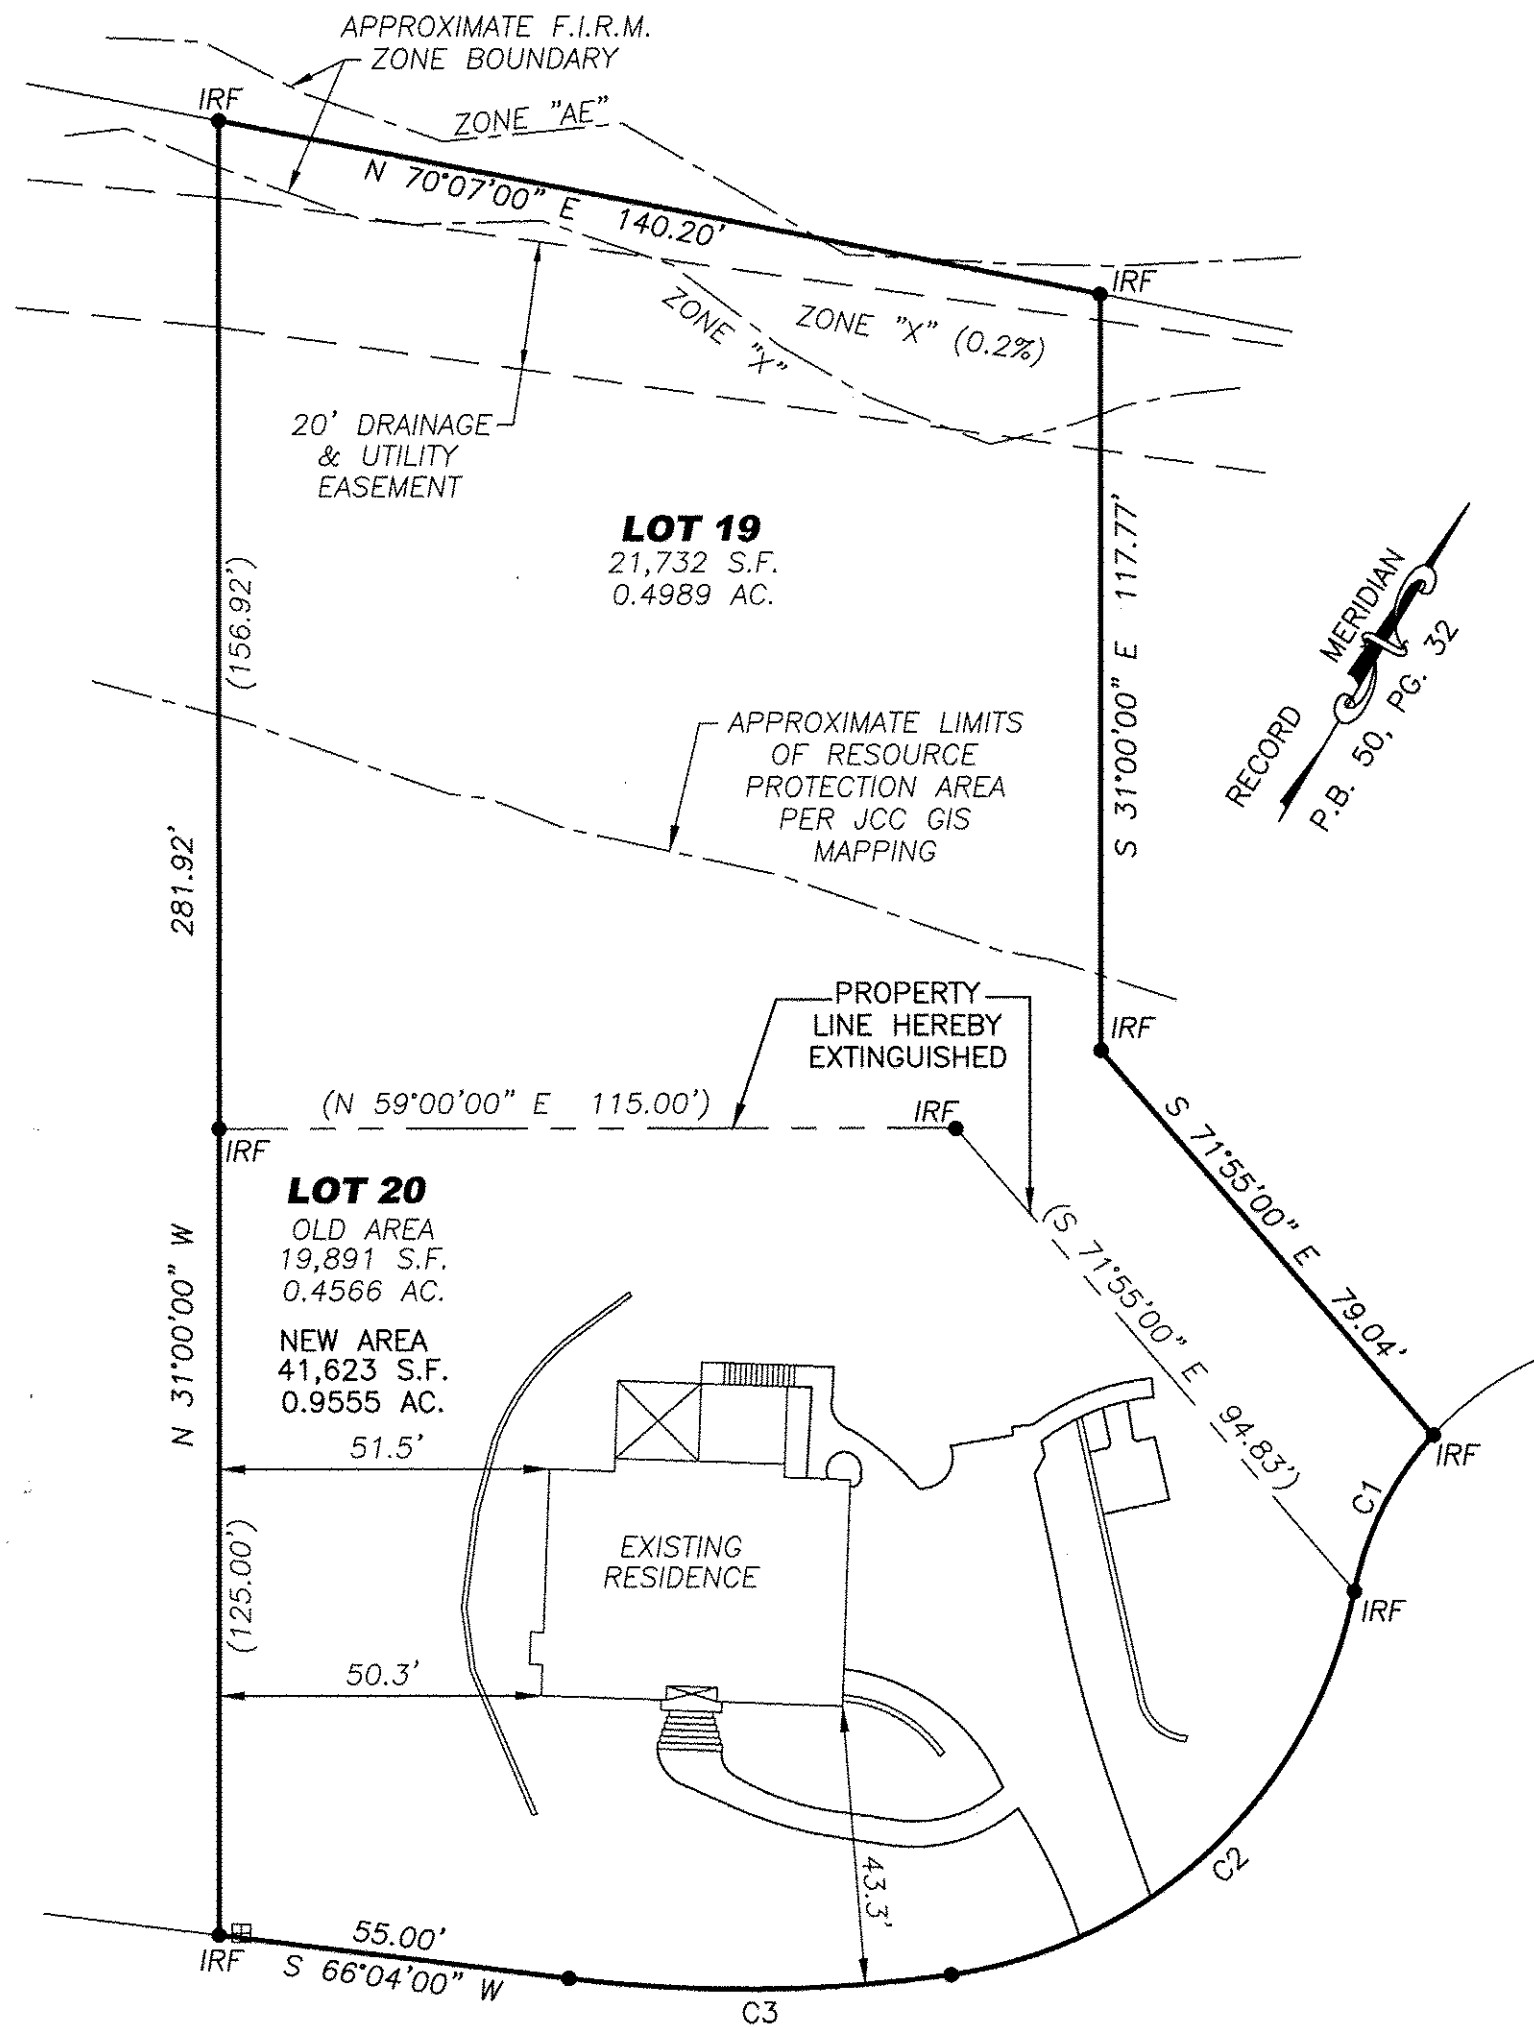 APPROXIMATE F.I.R.M.
ZONE BOUNDARY
IRF
ZONE "AE"
N 70°07'00" E 140.20'
IRF
ZONE "X" (0.2%)
ZONE "X"
20' DRAINAGE
& UTILITY
EASEMENT
LOT 19
21,732 S.F.
0.4989 AC.
(156.92')
S 31°00'00" E 117.77'
RECORD MERIDIAN
P.B. 50, PG. 32
APPROXIMATE LIMITS
OF RESOURCE
PROTECTION AREA
PER JCC GIS
MAPPING
N 31°00'00" W 281.92'
PROPERTY
LINE HEREBY
EXTINGUISHED
IRF
(N 59°00'00" E 115.00')
IRF
IRF
S 71°55'00" E 79.04'
(S 71°55'00" E 94.83')
LOT 20
OLD AREA
19,891 S.F.
0.4566 AC.
NEW AREA
41,623 S.F.
0.9555 AC.
51.5'
IRF
C1
EXISTING
RESIDENCE
(125.00')
IRF
50.3'
43.3'
C2
55.00'
IRF
S 66°04'00" W
C3